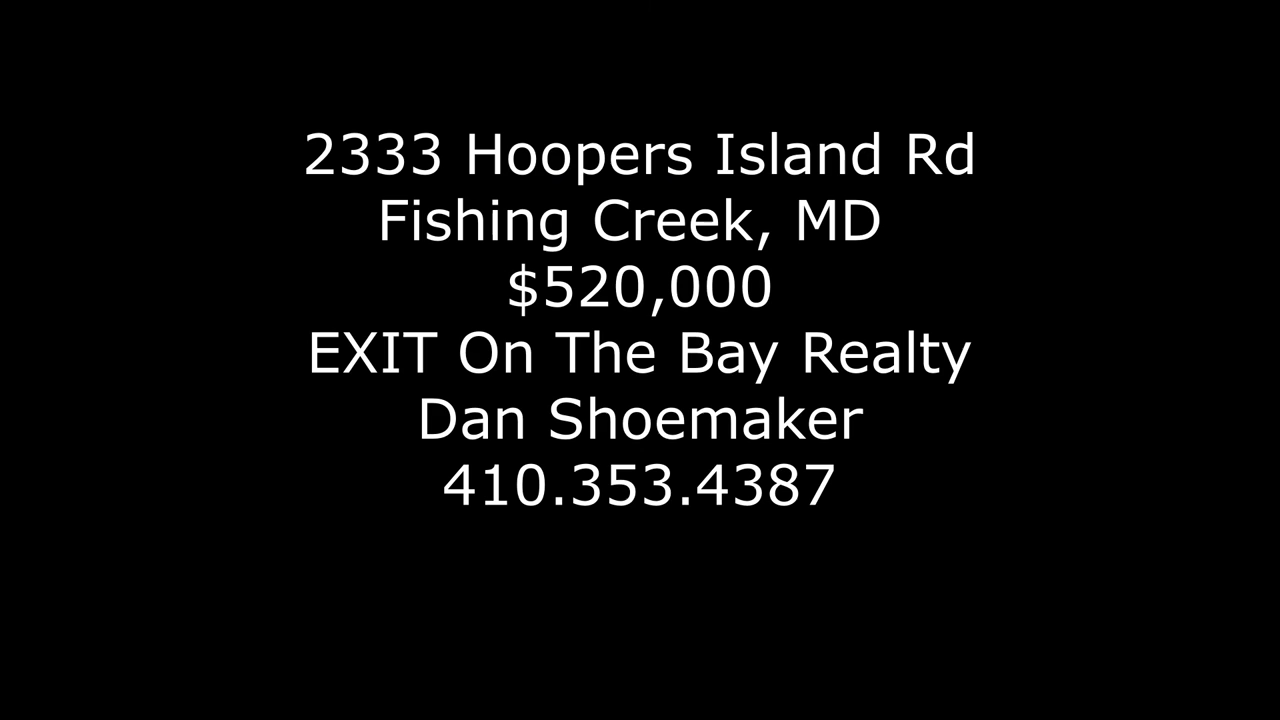 2333 Hoopers Island Rd
Fishing Creek, MD
$520,000
EXIT On The Bay Realty
Dan Shoemaker
410.353.4387